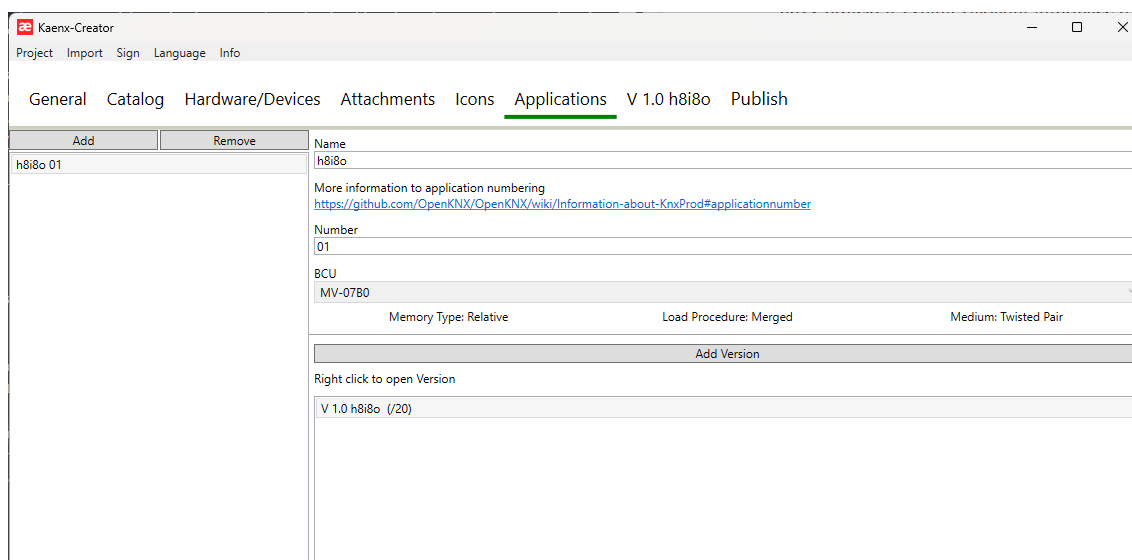 æ Kaenx-Creator
Project Import Sign Language Info
General Catalog Hardware/Devices Attachments Icons Applications V 1.0 h8i8o Publish
Add Remove
h8i8o 01
Name
h8i8o
More information to application numbering
https://github.com/OpenKNX/OpenKNX/wiki/Information-about-KnxProd#applicationnumber
Number
01
BCU
MV-07B0
Memory Type: Relative Load Procedure: Merged Medium: Twisted Pair
Add Version
Right click to open Version
V 1.0 h8i8o (/20)